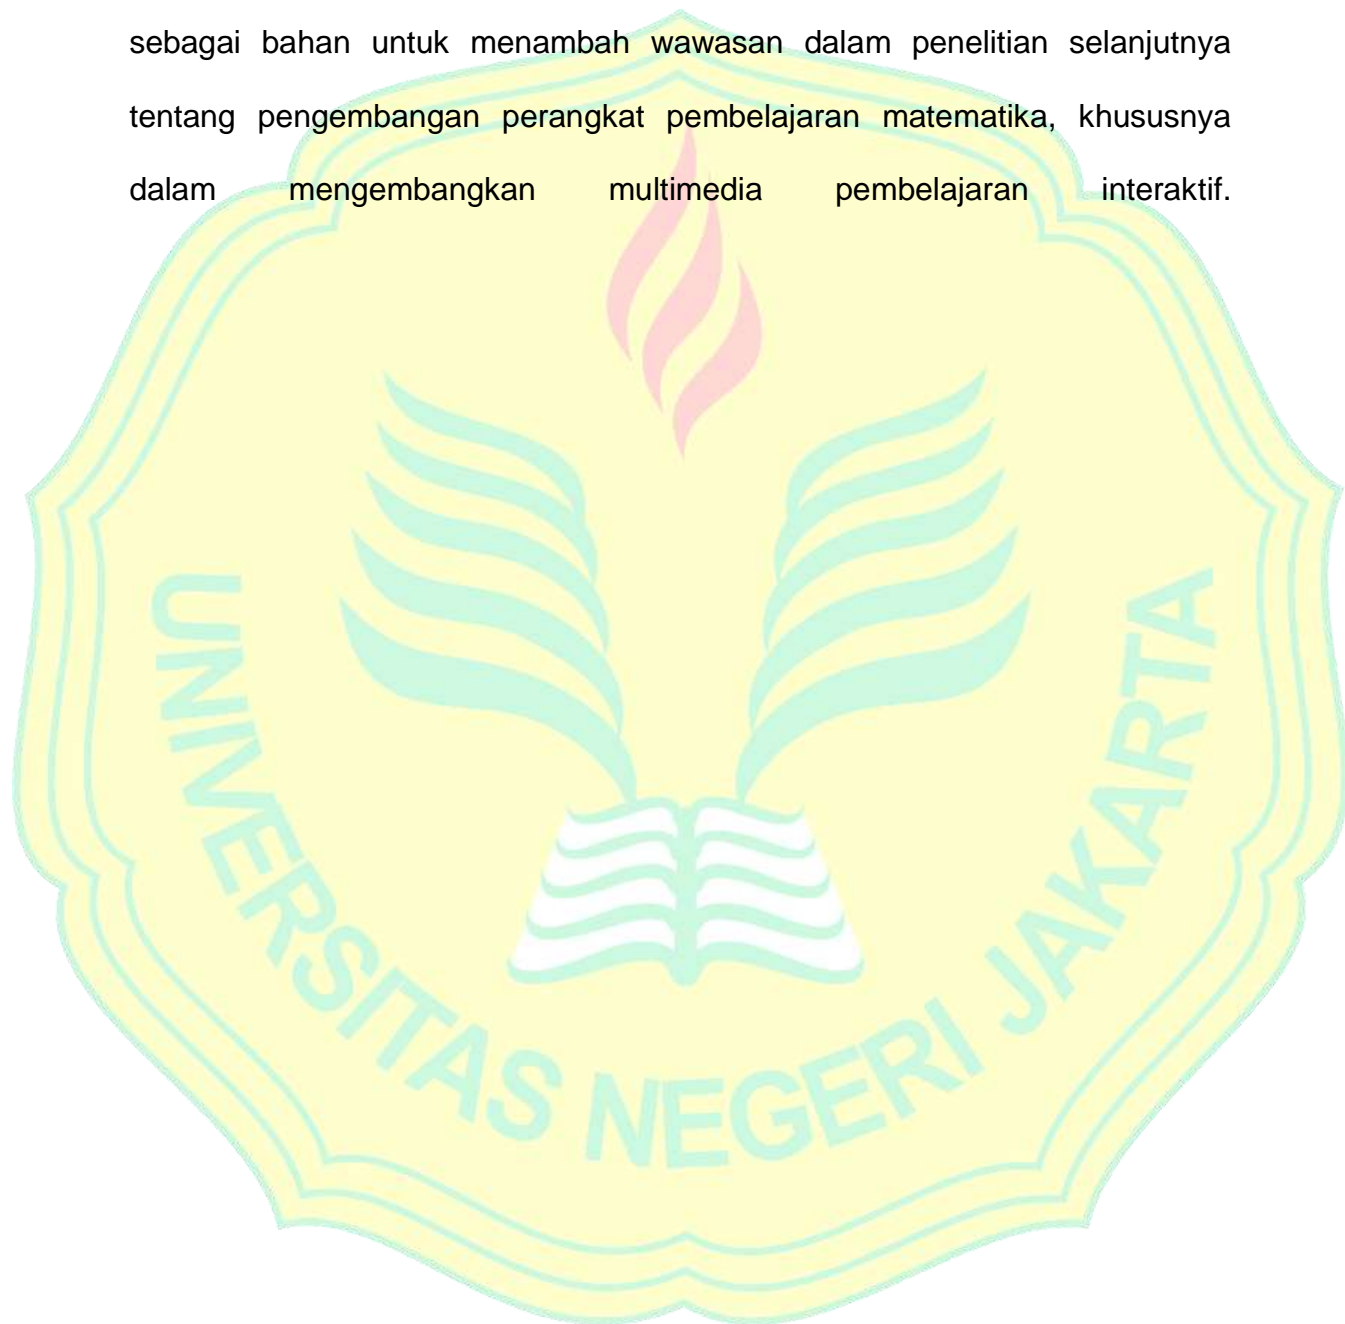 sebagai bahan untuk menambah wawasan dalam penelitian selanjutnya
tentang pengembangan perangkat pembelajaran matematika, khususnya
dalam mengembangkan multimedia pembelajaran interaktif.
UNIVERSITAS NEGERI JAKARTA